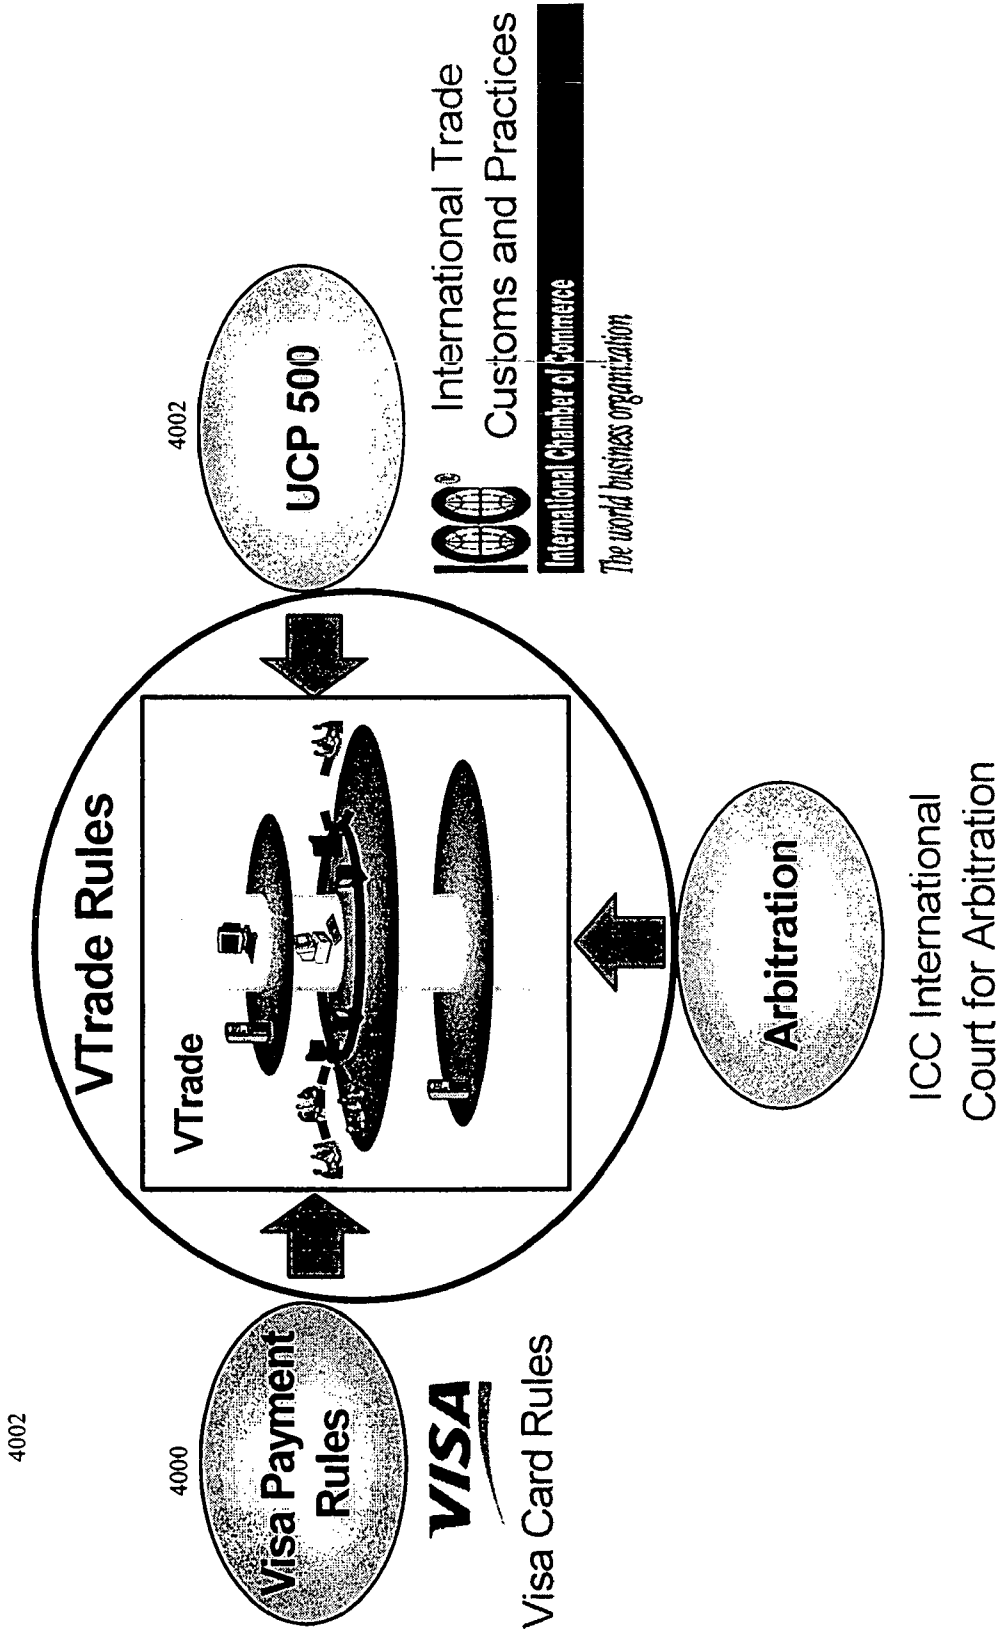 4002
VTrade Rules
VTrade
4000
Visa Payment
Rules
VISA
Visa Card Rules
4002
UCP 500
ICC
International Trade
Customs and Practices
International Chamber of Commerce
The world business organization
Arbitration
ICC International
Court for Arbitration